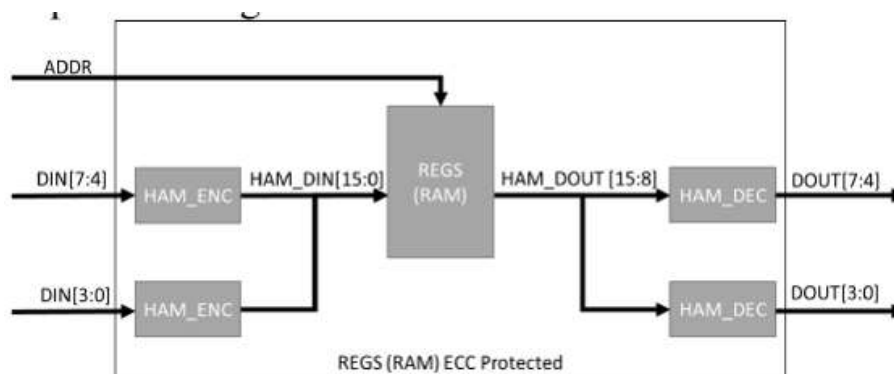 ADDR
REGS
(RAM)
DIN[7:4]
HAM_ENC
HAM_DIN[15:0]
HAM_DOUT [15:8]
HAM_DEC
DOUT[7:4]
DIN[3:0]
HAM_ENC
HAM_DEC
DOUT[3:0]
REGS (RAM) ECC Protected